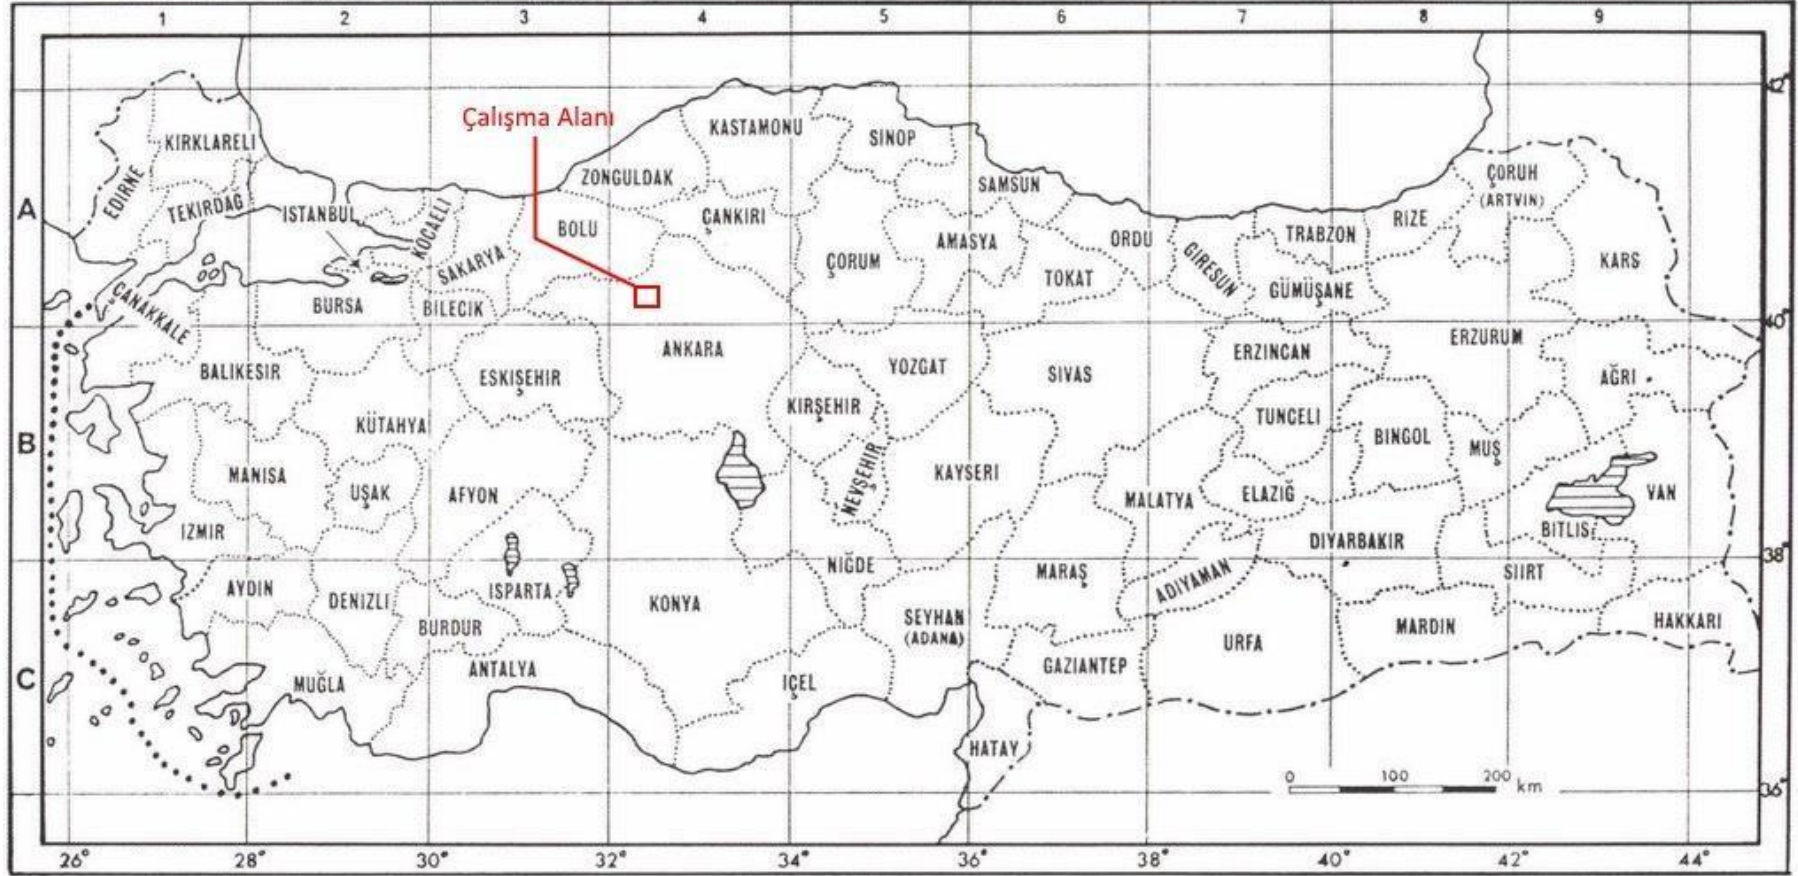 1 2 3 4 5 6 7 8 9
42°
Çalışma Alanı
KASTAMONU
SINOP
KIRKLARELI
ZONGULDAK
SAMSUN
ÇORUH
(ARTVIN)
EDIRNE
A
TEKIRDAĞ
ISTANBUL
KOCAELI
BOLU
ÇANKIRI
AMASYA
ORDU
GIRESUN
TRABZON
RIZE
SAKARYA
ÇORUM
TOKAT
GÜMÜŞANE
KARS
ÇANAKKALE
BURSA
BILECIK
40°
ANKARA
ERZINCAN
ERZURUM
BALIKESIR
ESKIŞEHIR
YOZGAT
SIVAS
AĞRI
KIRŞEHIR
TUNCELI
KÜTAHYA
BINGOL
MUŞ
B
MANISA
UŞAK
AFYON
NEVŞEHIR
KAYSERI
MALATYA
ELAZIĞ
VAN
IZMIR
BITLIS
DIYARBAKIR
38°
AYDIN
DENIZLI
ISPARTA
KONYA
NIĞDE
MARAŞ
ADIYAMAN
SIIRT
BURDUR
SEYHAN
(ADANA)
URFA
MARDIN
HAKKARI
C
MUĞLA
ANTALYA
IÇEL
GAZIANTEP
HATAY
0 100 200 km
36°
26° 28° 30° 32° 34° 36° 38° 40° 42° 44°